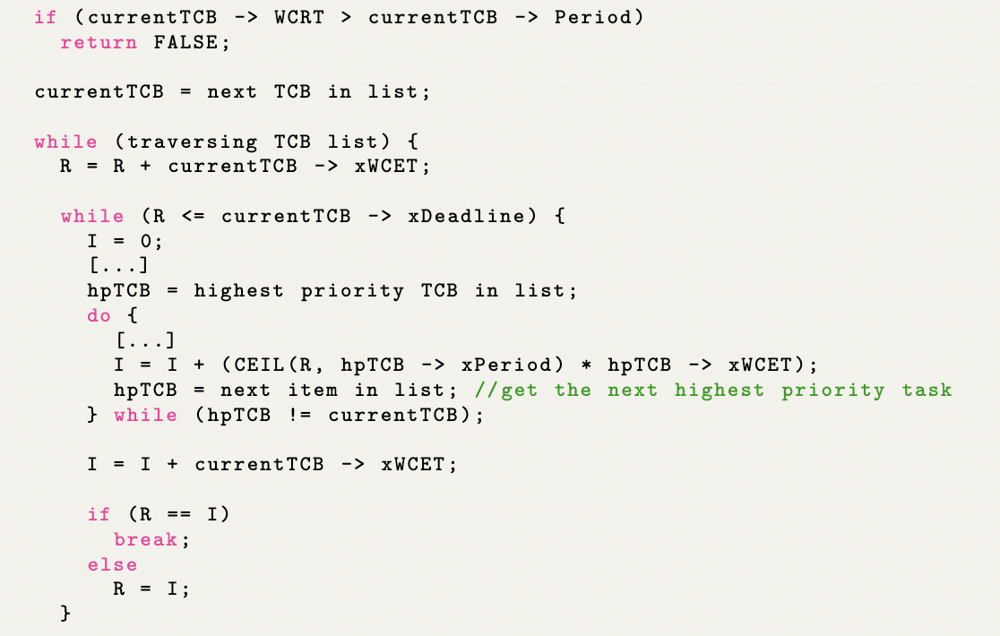 if (currentTCB -> WCRT > currentTCB -> Period)
return FALSE;
currentTCB = next TCB in list;
while (traversing TCB list) {
R = R + currentTCB -> xWCET;
while (R <= currentTCB -> xDeadline) {
I = 0;
[...]
hpTCB = highest priority TCB in list;
do {
[...]
I = I + (CEIL(R, hpTCB -> xPeriod) * hpTCB -> xWCET);
hpTCB = next item in list; //get the next highest priority task
} while (hpTCB != currentTCB);
I = I + currentTCB -> xWCET;
if (R == I)
break;
else
R = I;
}